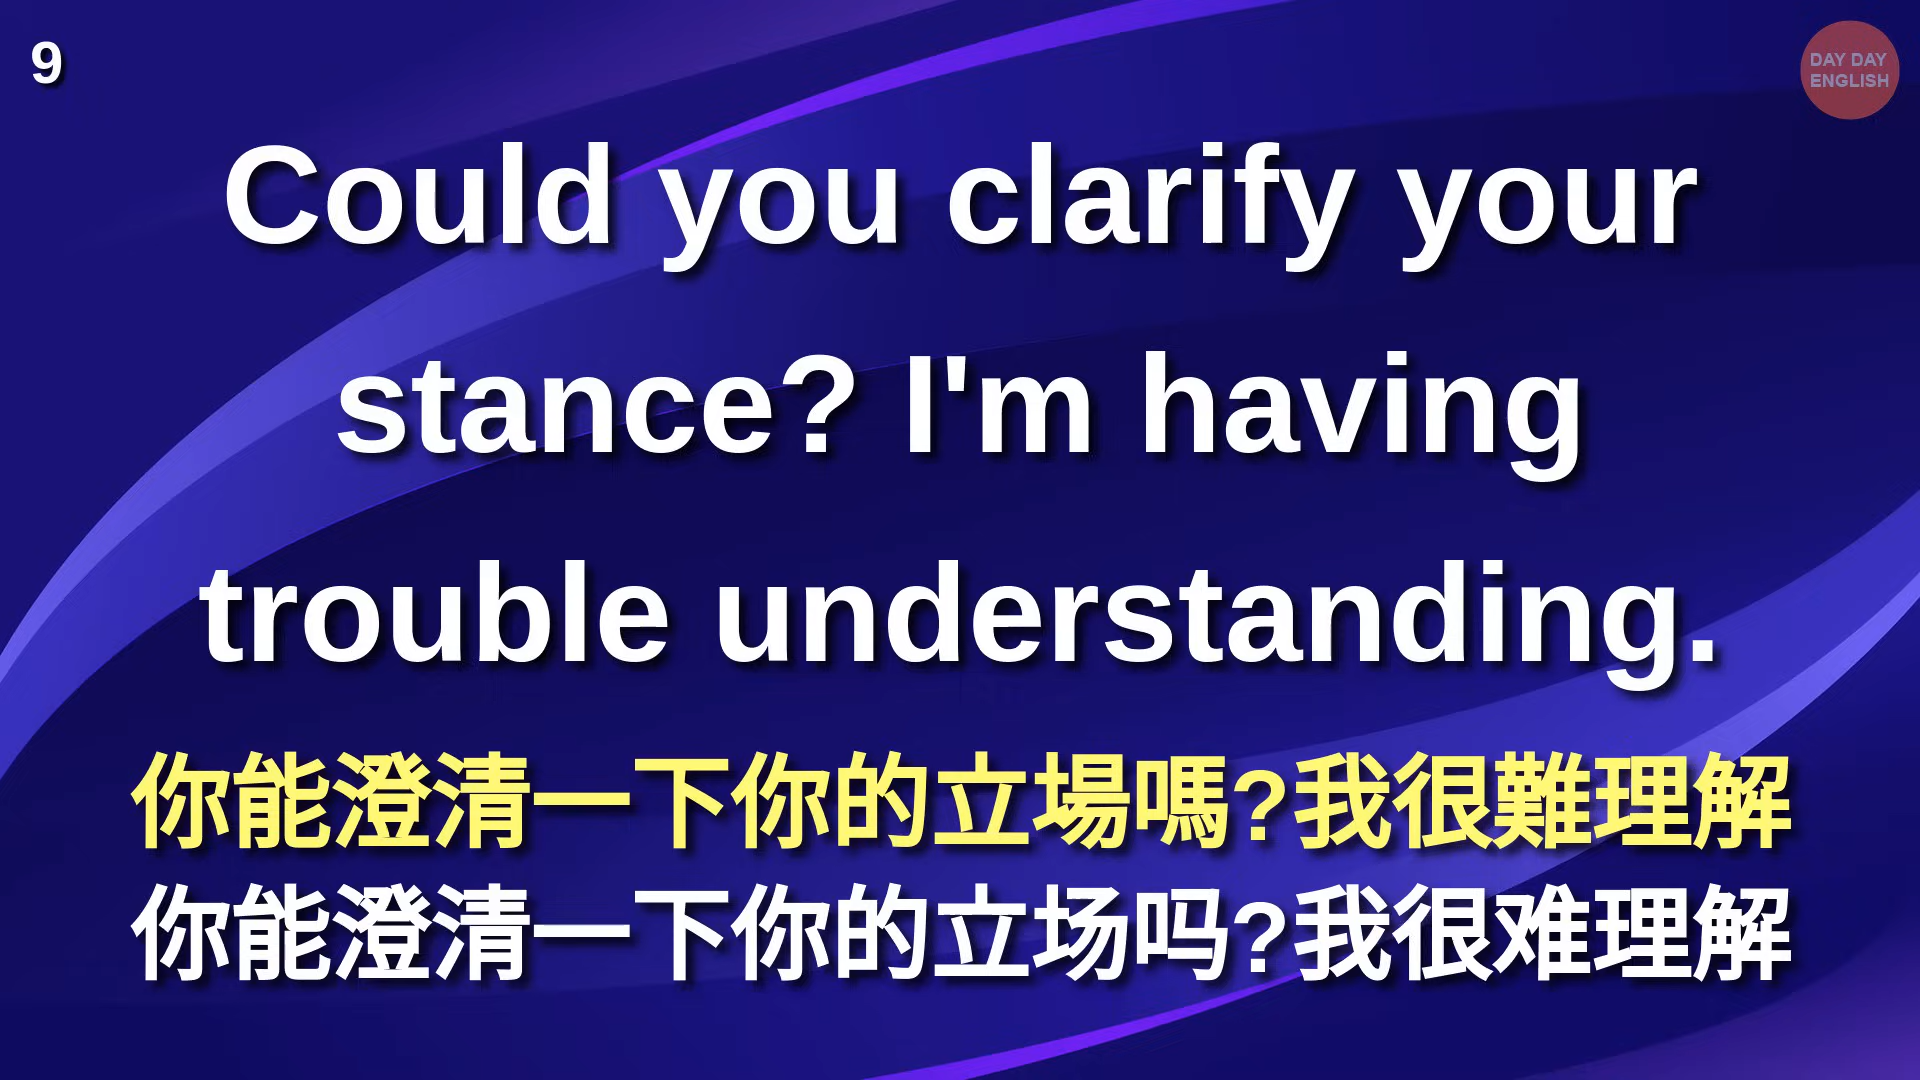 9
DAY DAY
ENGLISH
Could you clarify your
stance? I'm having
trouble understanding.
你能澄清一下你的立場嗎?我很難理解
你能澄清一下你的立场吗?我很难理解